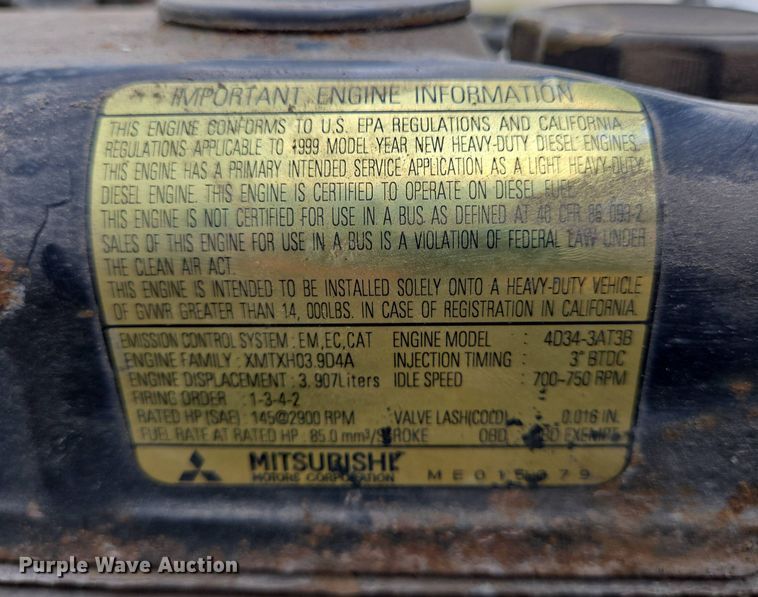 IMPORTANT ENGINE INFORMATION
THIS ENGINE CONFORMS TO U.S. EPA REGULATIONS AND CALIFORNIA
REGULATIONS APPLICABLE TO 1999 MODEL YEAR NEW HEAVY-DUTY DIESEL ENGINES.
THIS ENGINE HAS A PRIMARY INTENDED SERVICE APPLICATION AS A LIGHT HEAVY-DUTY
DIESEL ENGINE. THIS ENGINE IS CERTIFIED TO OPERATE ON DIESEL FUEL.
THIS ENGINE IS NOT CERTIFIED FOR USE IN A BUS AS DEFINED AT 40 CFR 86 093-2
SALES OF THIS ENGINE FOR USE IN A BUS IS A VIOLATION OF FEDERAL LAW UNDER
THE CLEAN AIR ACT.
THIS ENGINE IS INTENDED TO BE INSTALLED SOLELY ONTO A HEAVY-DUTY VEHICLE
OF GVWR GREATER THAN 14, 000LBS. IN CASE OF REGISTRATION IN CALIFORNIA.
EMISSION CONTROL SYSTEM : EM, EC, CAT ENGINE MODEL : 4D34-3AT3B
ENGINE FAMILY : XMTXH03.9D4A INJECTION TIMING : 3° BTDC
ENGINE DISPLACEMENT : 3.907Liters IDLE SPEED : 700-750 RPM
FIRING ORDER : 1-3-4-2
RATED HP (SAE) : 145@2900 RPM VALVE LASH(COLD) : 0.016 IN.
FUEL RATE AT RATED HP : 85.0 mm³/STROKE OBD EXEMPT
MITSUBISHI
MOTORS CORPORATION
Purple Wave Auction